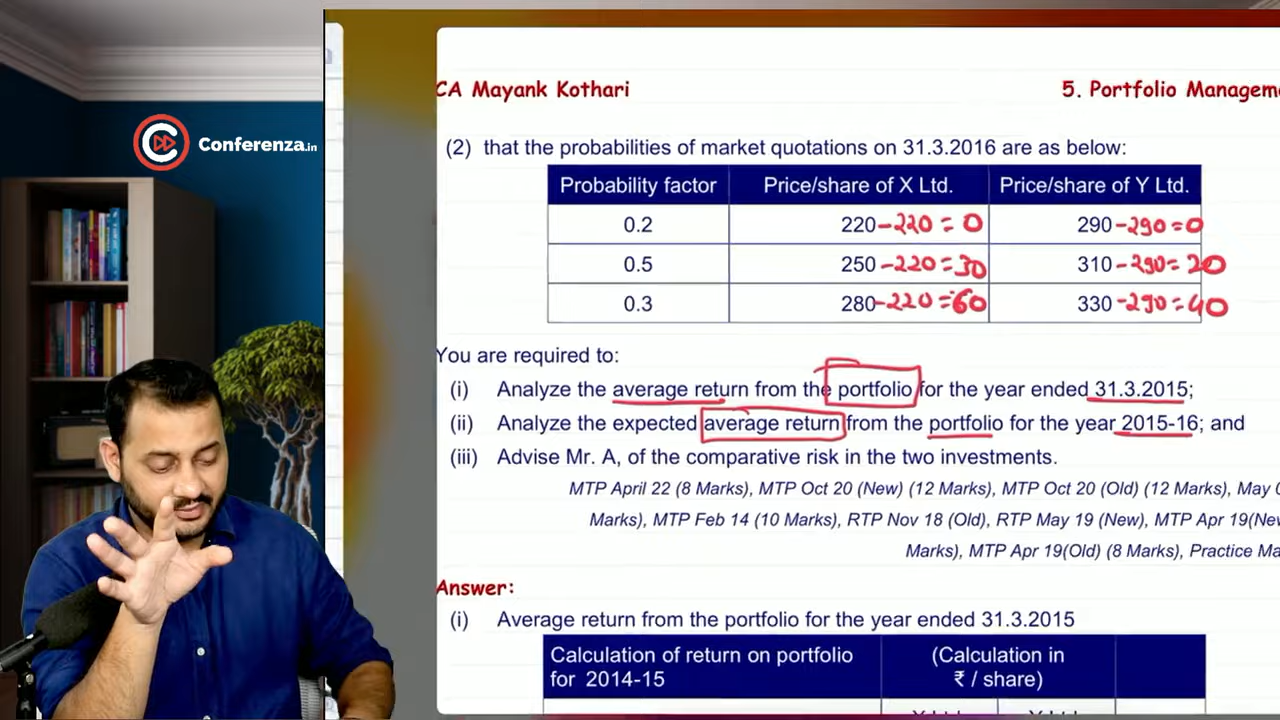 Conferenza.in
CA Mayank Kothari
5. Portfolio Managem
(2) that the probabilities of market quotations on 31.3.2016 are as below:
Probability factor Price/share of X Ltd. Price/share of Y Ltd.
0.2 220 -220 = 0 290 -290 = 0
0.5 250 -220 = 30 310 -290 = 20
0.3 280 -220 = 60 330 -290 = 40
You are required to:
(i) Analyze the average return from the portfolio for the year ended 31.3.2015;
(ii) Analyze the expected average return from the portfolio for the year 2015-16; and
(iii) Advise Mr. A, of the comparative risk in the two investments.
MTP April 22 (8 Marks), MTP Oct 20 (New) (12 Marks), MTP Oct 20 (Old) (12 Marks), May 0
Marks), MTP Feb 14 (10 Marks), RTP Nov 18 (Old), RTP May 19 (New), MTP Apr 19(New
Marks), MTP Apr 19(Old) (8 Marks), Practice Ma
Answer:
(i) Average return from the portfolio for the year ended 31.3.2015
Calculation of return on portfolio (Calculation in
for 2014-15 ₹ / share)